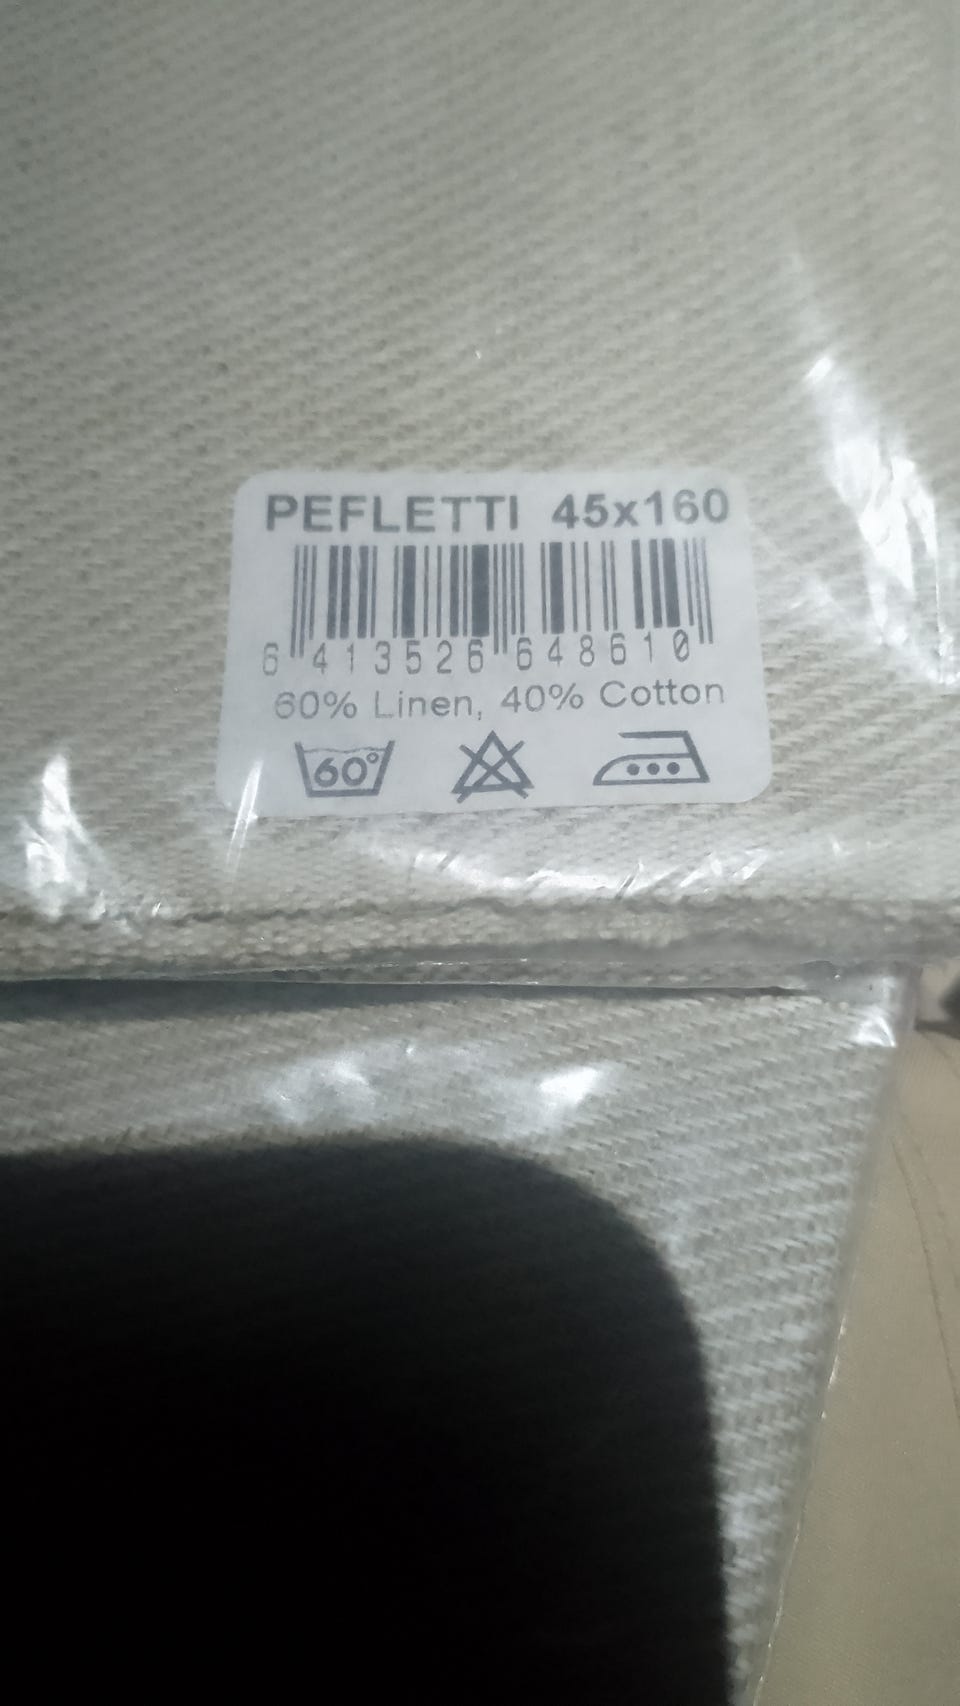 PEFLETTI 45x160
6 413526 648610
60% Linen, 40% Cotton
60°